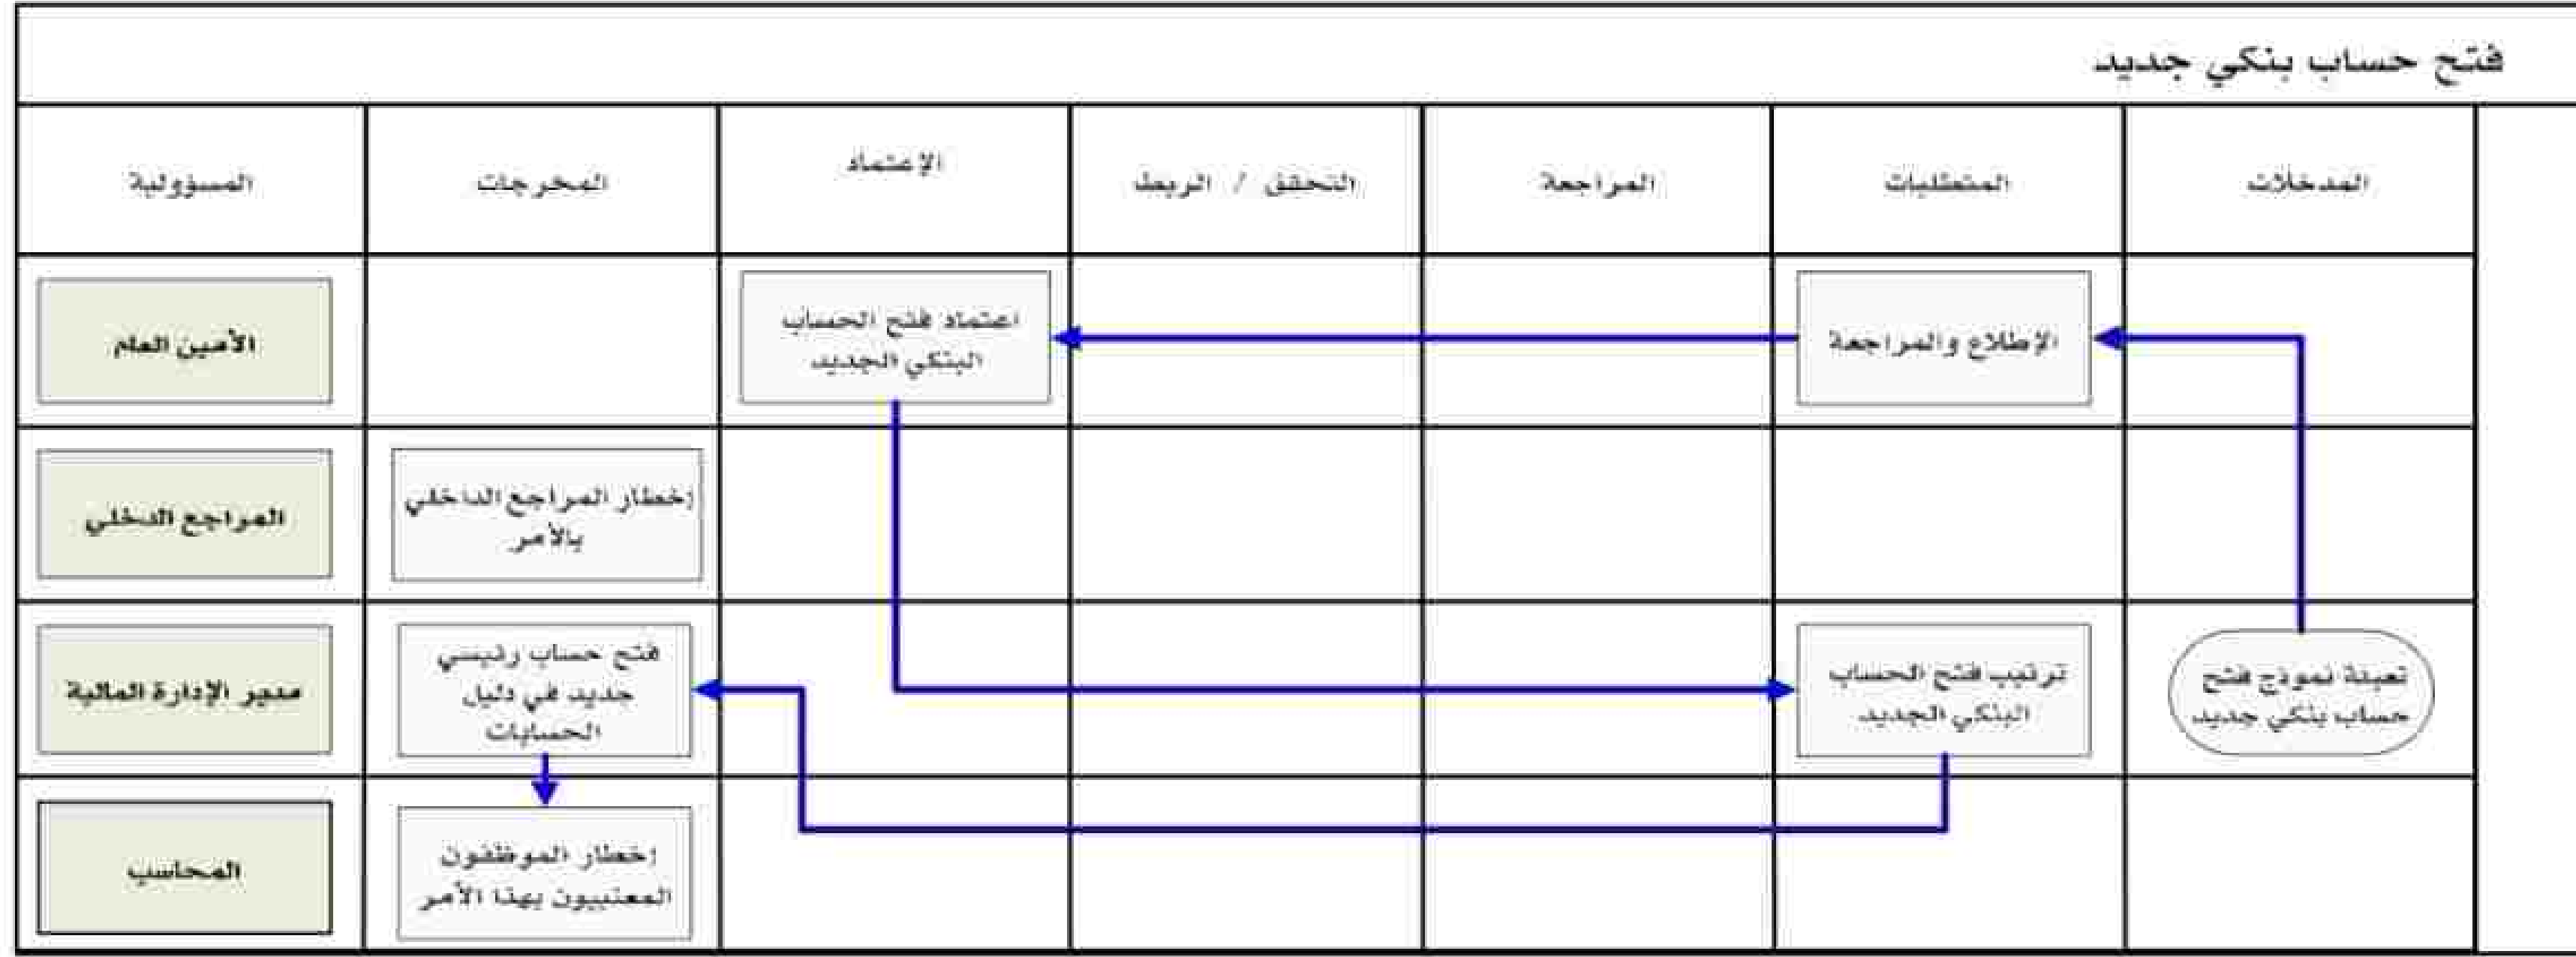 فتح حساب بنكي جديد
المدخلات
المتطلبات
المراجعة
التحقق / الربط
الإعتماد
المخرجات
المسؤولية
الإطلاع والمراجعة
اعتماد فتح الحساب
البنكي الجديد
الأمين العام
إخطار المراجع الداخلي
بالأمر
المراجع الدخلي
تعبئة نموذج فتح
حساب بنكي جديد
ترتيب فتح الحساب
البنكي الجديد
فتح حساب رئيسي
جديد في دليل
الحسابات
مدير الإدارة المالية
إخطار الموظفون
المعنييون بهذا الأمر
المحاسب